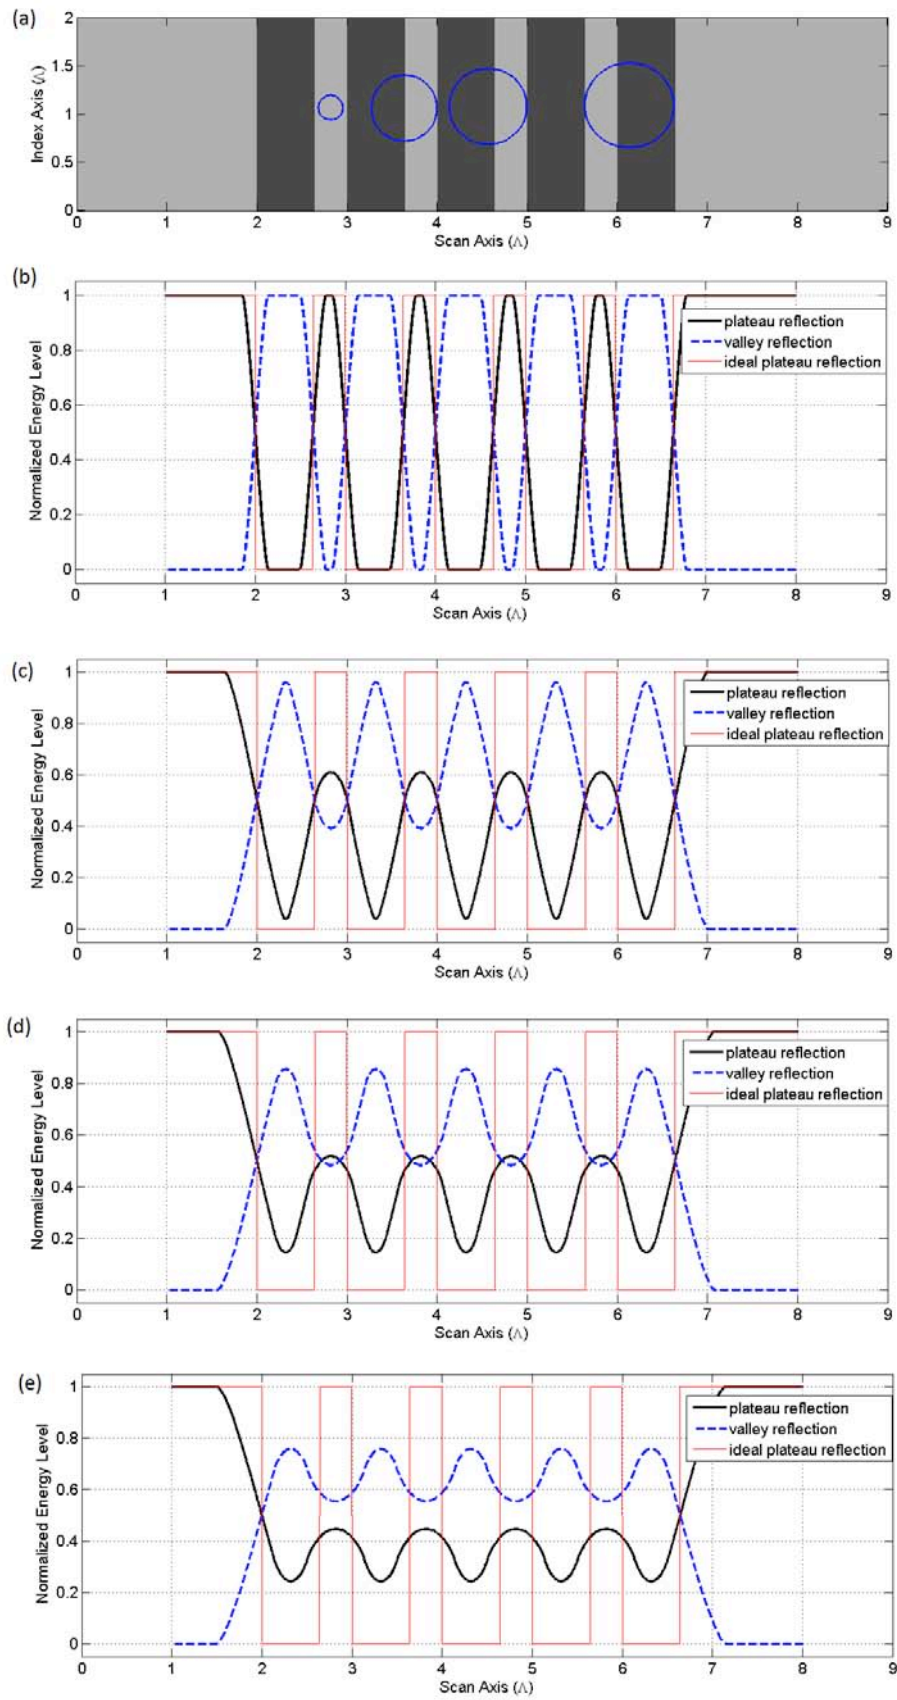 (a)
2
1.5
1
0.5
0
Index Axis (Λ)
0 1 2 3 4 5 6 7 8 9
Scan Axis (Λ)
(b)
1
0.8
0.6
0.4
0.2
0
Normalized Energy Level
plateau reflection
valley reflection
ideal plateau reflection
0 1 2 3 4 5 6 7 8 9
Scan Axis (Λ)
(c)
1
0.8
0.6
0.4
0.2
0
Normalized Energy Level
plateau reflection
valley reflection
ideal plateau reflection
0 1 2 3 4 5 6 7 8 9
Scan Axis (Λ)
(d)
1
0.8
0.6
0.4
0.2
0
Normalized Energy Level
plateau reflection
valley reflection
ideal plateau reflection
0 1 2 3 4 5 6 7 8 9
Scan Axis (Λ)
(e)
1
0.8
0.6
0.4
0.2
0
Normalized Energy Level
plateau reflection
valley reflection
ideal plateau reflection
0 1 2 3 4 5 6 7 8 9
Scan Axis (Λ)